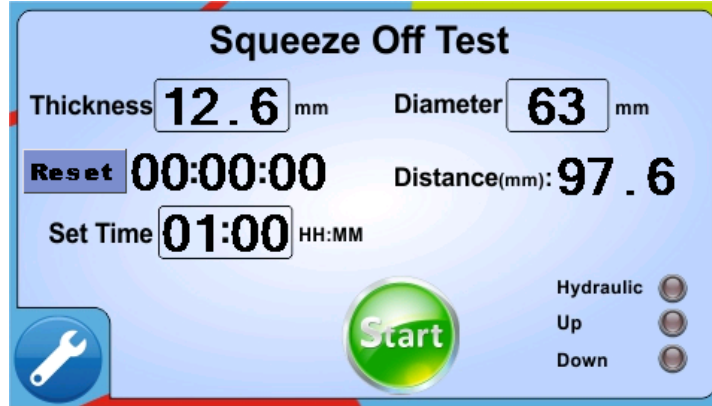 Squeeze Off Test
Thickness 12.6 mm Diameter 63 mm
Reset 00:00:00 Distance(mm): 97.6
Set Time 01:00 HH:MM
Hydraulic
Start Up
Down